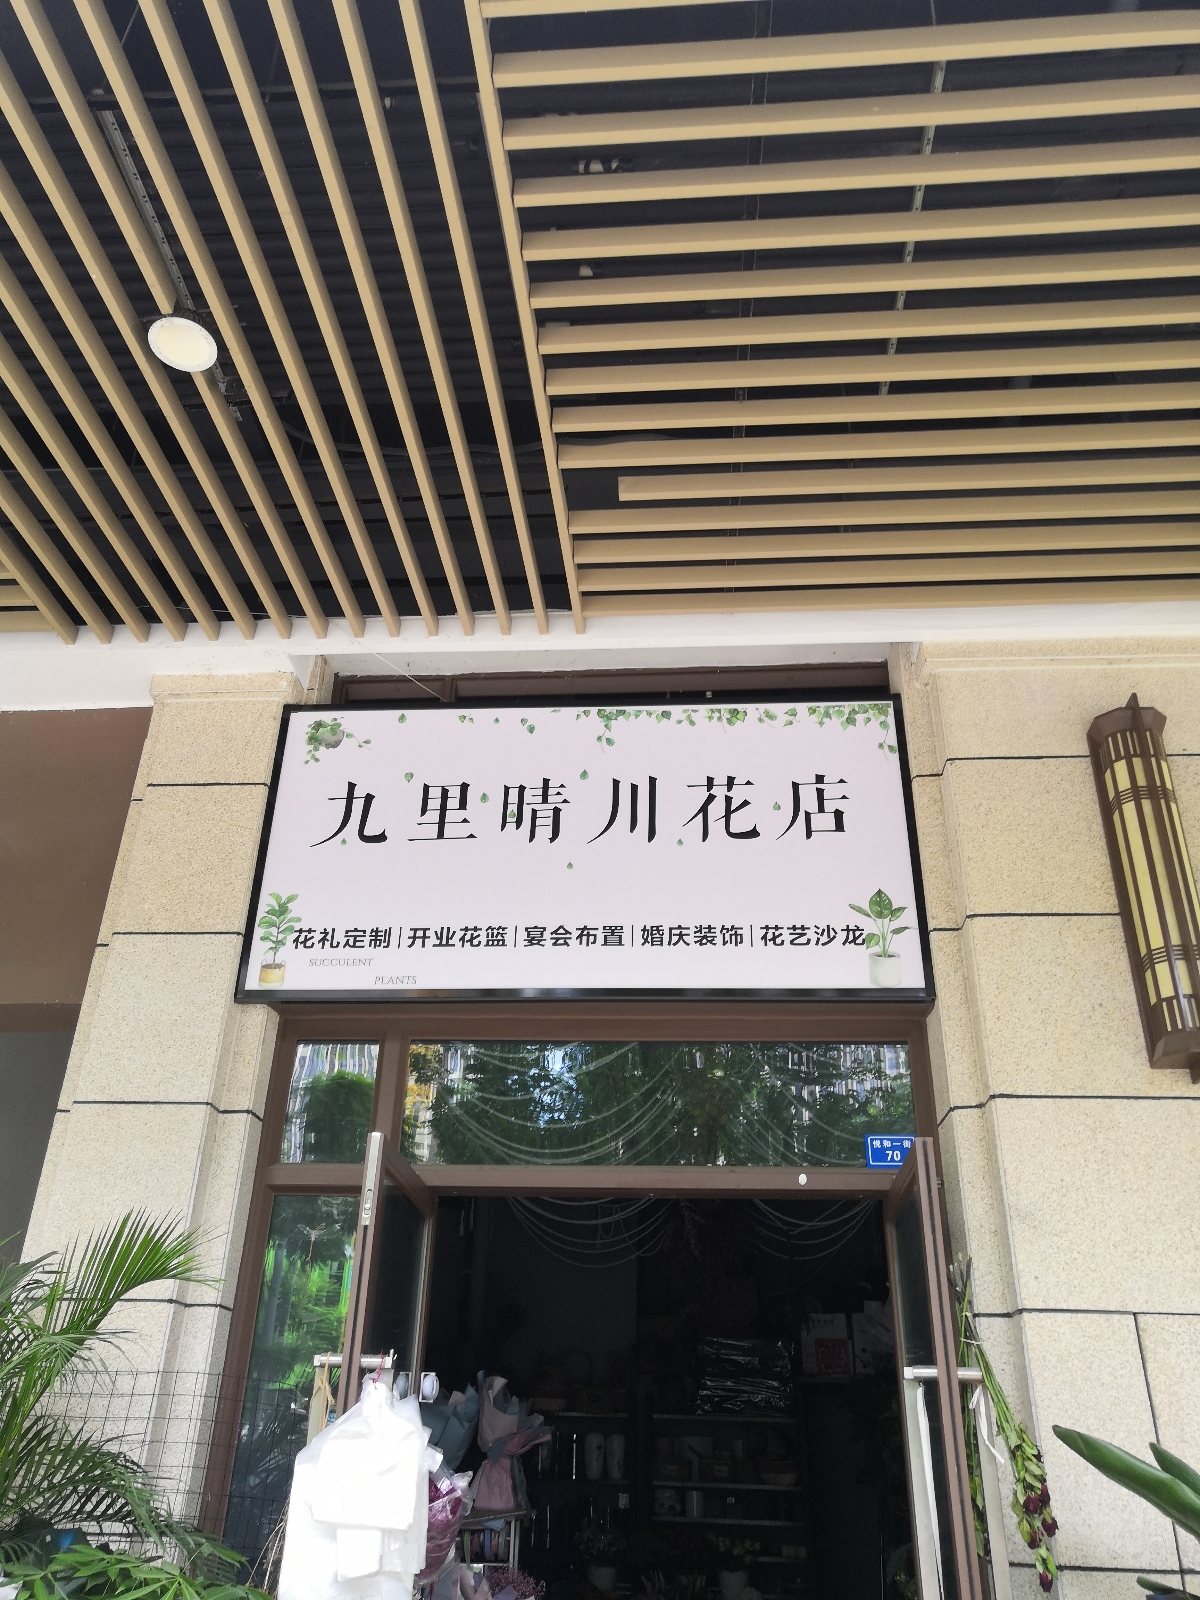 九里晴川花店
花礼定制|开业花篮|宴会布置|婚庆装饰|花艺沙龙
SUCCULENT
PLANTS
悦和一街
70